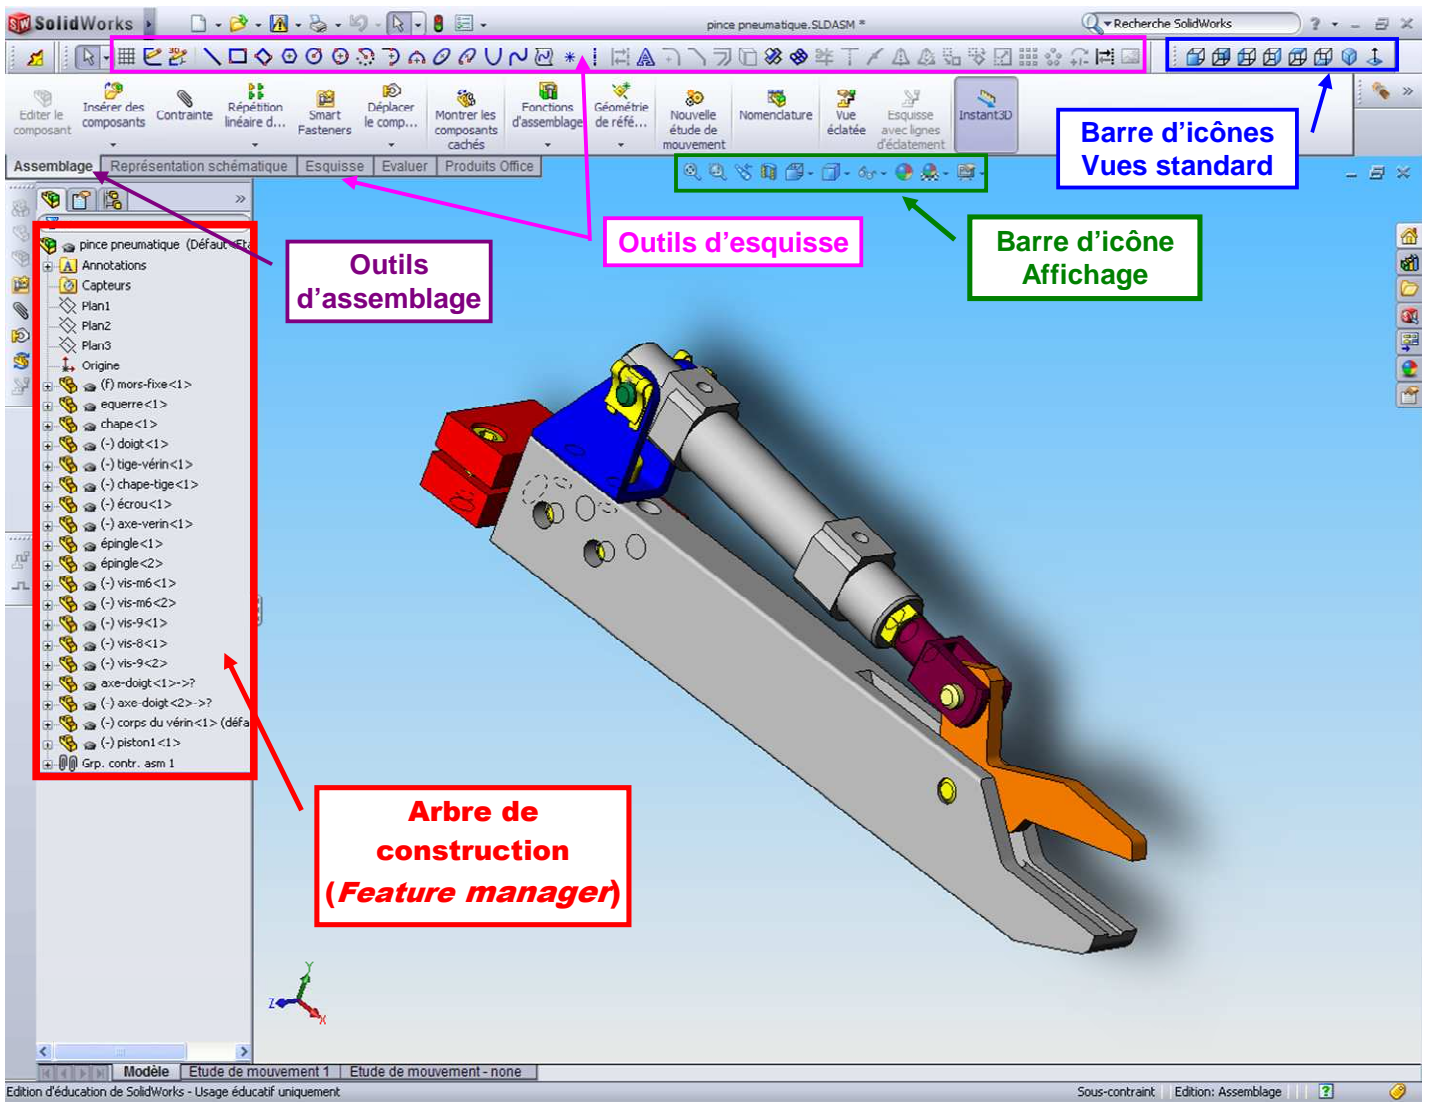 SolidWorks
pince pneumatique.SLDASM *
Recherche SolidWorks
Editer le composant
Insérer des composants
Contrainte
Répétition linéaire d...
Smart Fasteners
Déplacer le comp...
Montrer les composants cachés
Fonctions d'assemblage
Géométrie de réfé...
Nouvelle étude de mouvement
Nomenclature
Vue éclatée
Esquisse avec lignes d'éclatement
Instant3D
Barre d'icônes
Vues standard
Assemblage
Représentation schématique
Esquisse
Evaluer
Produits Office
Outils d'esquisse
Barre d'icône
Affichage
Outils
d'assemblage
pince pneumatique (Défaut<Eta
Annotations
Capteurs
Plan1
Plan2
Plan3
Origine
(f) mors-fixe<1>
equerre<1>
chape<1>
(-) doigt<1>
(-) tige-vérin<1>
(-) chape-tige<1>
(-) écrou<1>
(-) axe-verin<1>
épingle<1>
épingle<2>
(-) vis-m6<1>
(-) vis-m6<2>
(-) vis-9<1>
(-) vis-8<1>
(-) vis-9<2>
axe-doigt<1>->?
(-) axe-doigt<2>->?
(-) corps du vérin<1> (défa
(-) piston1<1>
Grp. contr. asm 1
Arbre de
construction
(Feature manager)
Y
Z
X
Modèle
Etude de mouvement 1
Etude de mouvement - none
Edition d'éducation de SolidWorks - Usage éducatif uniquement
Sous-contraint
Edition: Assemblage